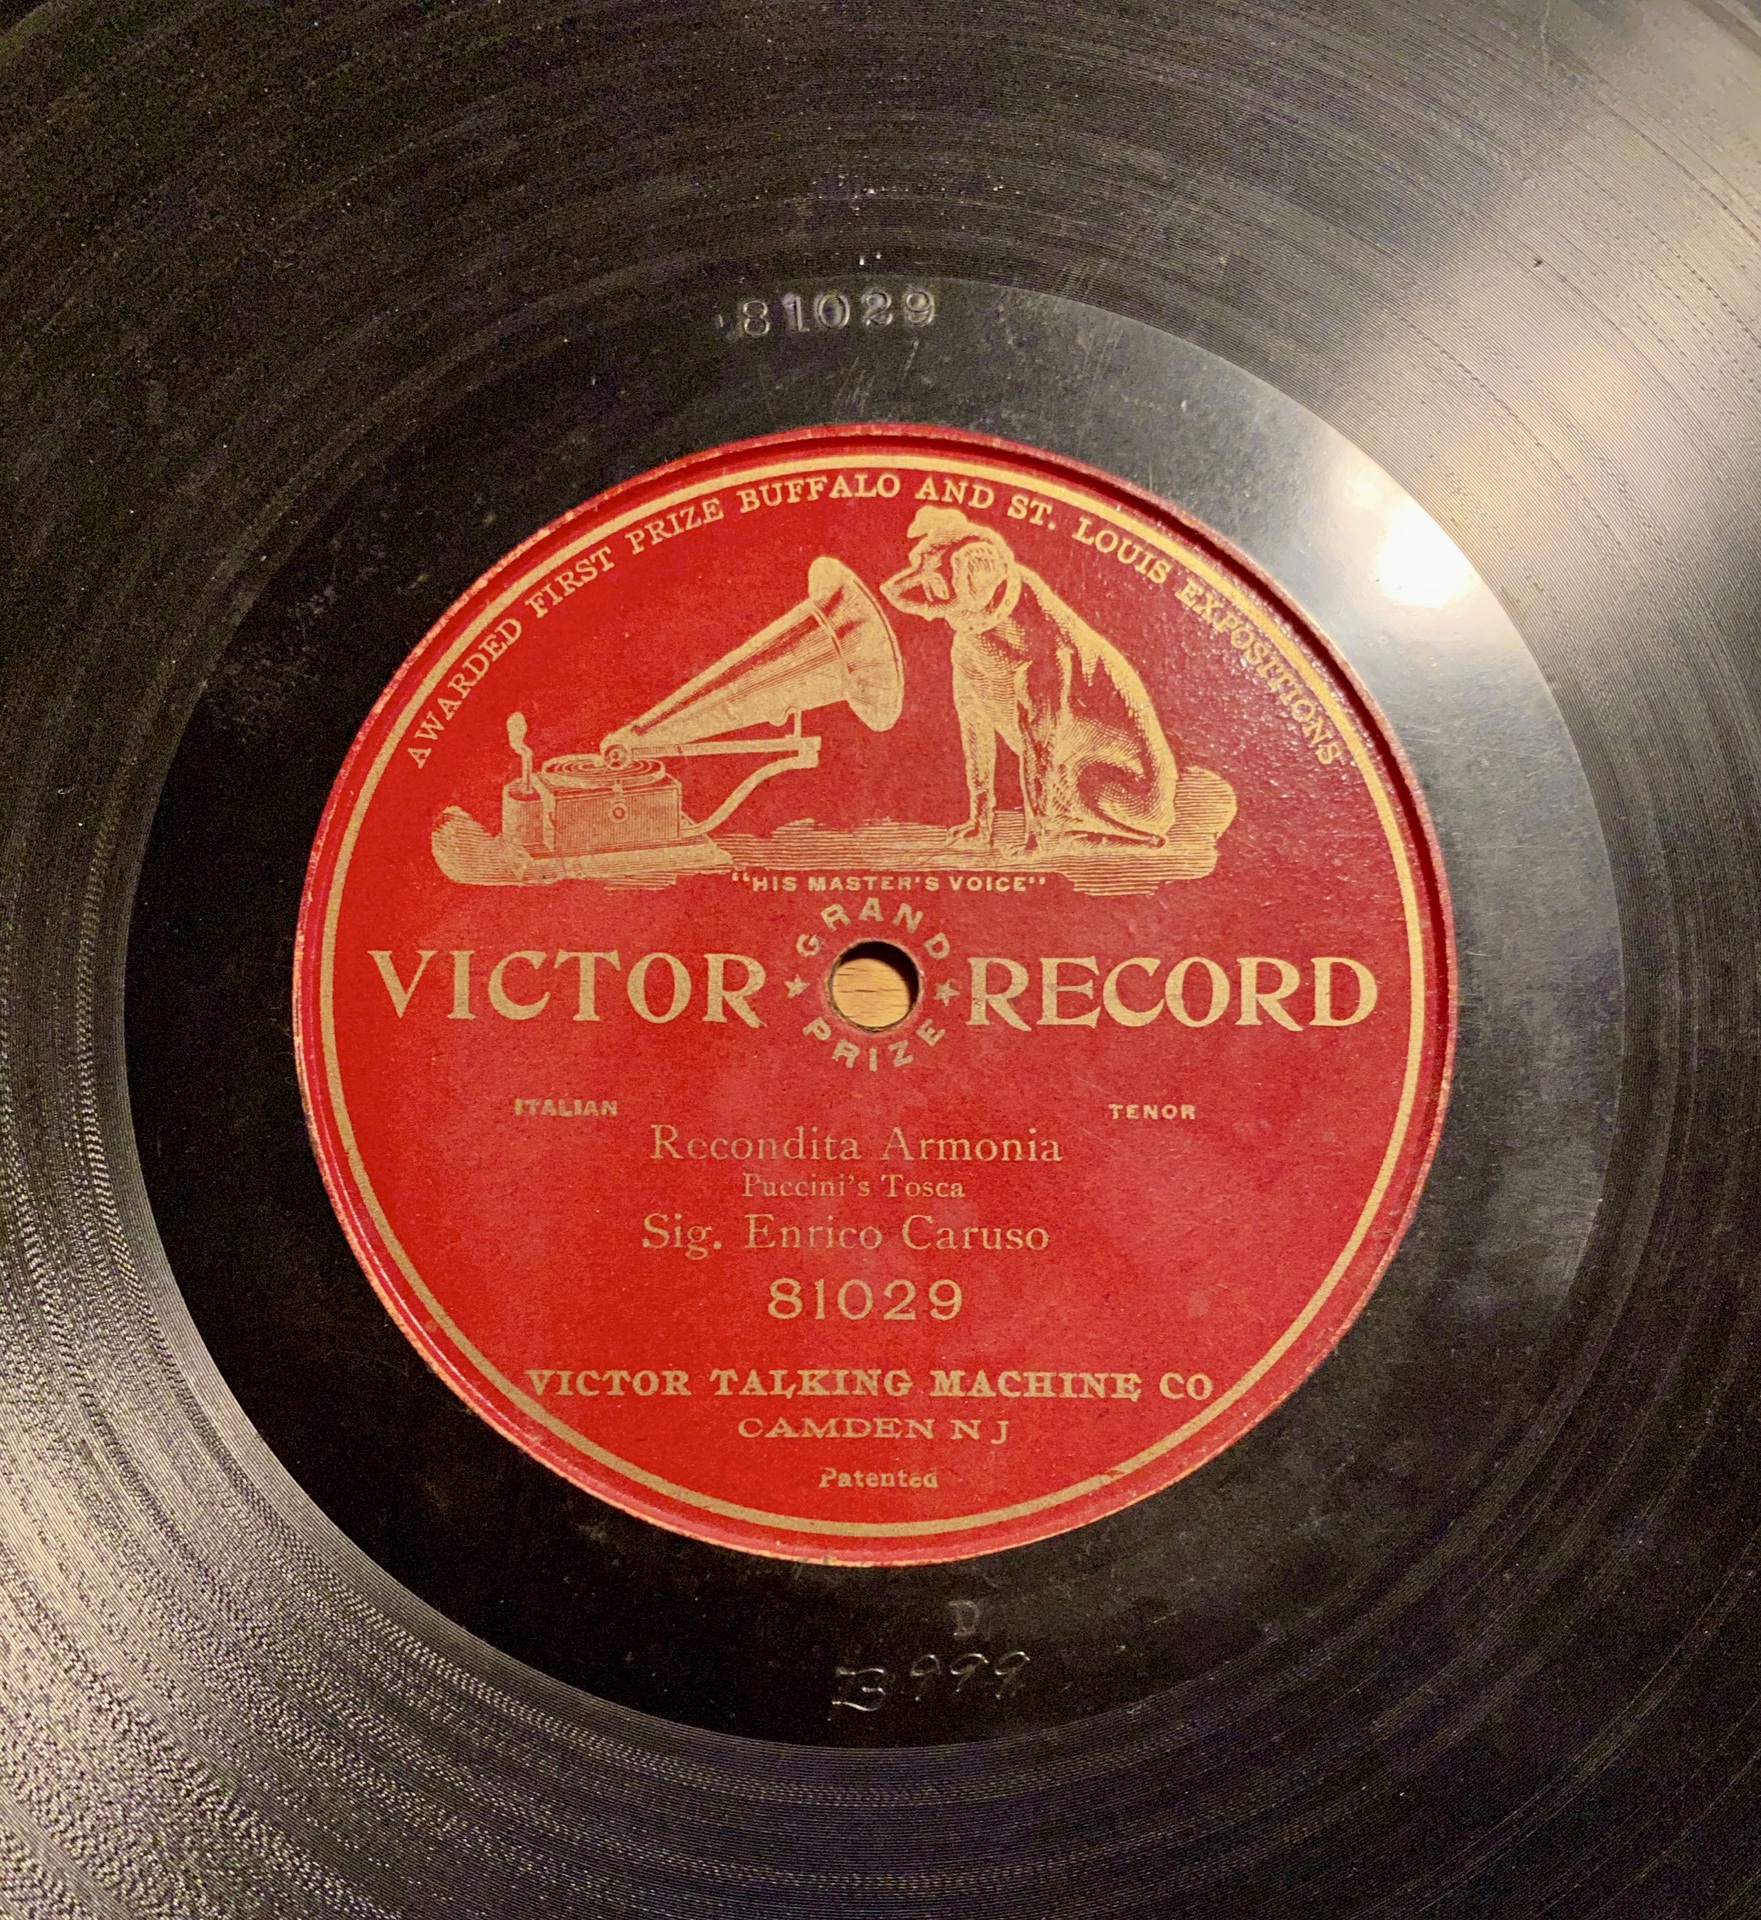 81029
AWARDED FIRST PRIZE BUFFALO AND ST. LOUIS EXPOSITIONS
"HIS MASTER'S VOICE"
GRAND
VICTOR RECORD
PRIZE
ITALIAN TENOR
Recondita Armonia
Puccini's Tosca
Sig. Enrico Caruso
81029
VICTOR TALKING MACHINE CO
CAMDEN N J
Patented
D
B999